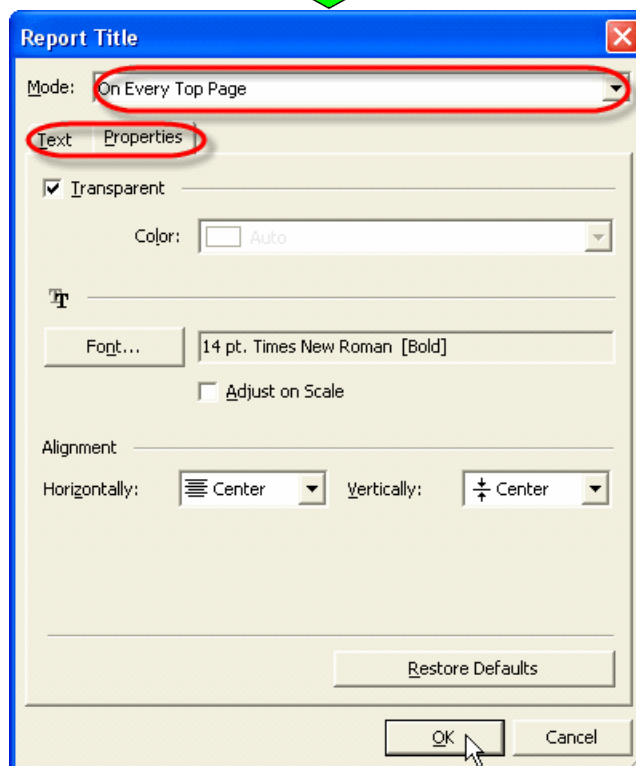 Report Title
Mode: On Every Top Page
Text Properties
Transparent
Color: Auto
Font... 14 pt. Times New Roman [Bold]
Adjust on Scale
Alignment
Horizontally: Center Vertically: Center
Restore Defaults
OK Cancel